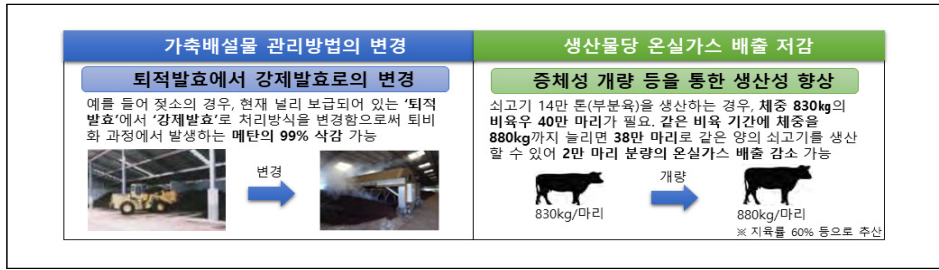 가축배설물 관리방법의 변경
퇴적발효에서 강제발효로의 변경
예를 들어 젖소의 경우, 현재 널리 보급되어 있는 '퇴적
발효'에서 '강제발효'로 처리방식을 변경함으로써 퇴비
화 과정에서 발생하는 메탄의 99% 삭감 가능
변경
생산물당 온실가스 배출 저감
증체성 개량 등을 통한 생산성 향상
쇠고기 14만 톤(부분육)을 생산하는 경우, 체중 830kg의
비육우 40만 마리가 필요. 같은 비육 기간에 체중을
880kg까지 늘리면 38만 마리로 같은 양의 쇠고기를 생산
할 수 있어 2만 마리 분량의 온실가스 배출 감소 가능
개량
830kg/마리
880kg/마리
※ 지육률 60% 등으로 추산